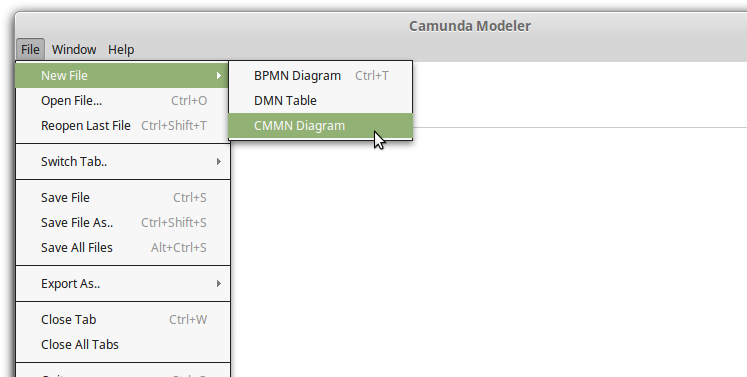 Camunda Modeler
File Window Help
New File
BPMN Diagram Ctrl+T
Open File... Ctrl+O
DMN Table
Reopen Last File Ctrl+Shift+T
CMMN Diagram
Switch Tab..
Save File Ctrl+S
Save File As.. Ctrl+Shift+S
Save All Files Alt+Ctrl+S
Export As..
Close Tab Ctrl+W
Close All Tabs